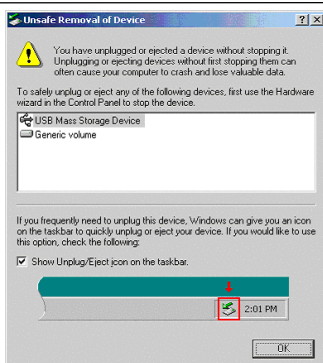 Unsafe Removal of Device
You have unplugged or ejected a device without stopping it.
Unplugging or ejecting devices without first stopping them can
often cause your computer to crash and lose valuable data.
To safely unplug or eject any of the following devices, first use the Hardware
wizard in the Control Panel to stop the device.
USB Mass Storage Device
Generic volume
If you frequently need to unplug this device, Windows can give you an icon
on the taskbar to quickly unplug or eject your device. If you would like to use
this option, check the following:
Show Unplug/Eject icon on the taskbar.
2:01 PM
OK